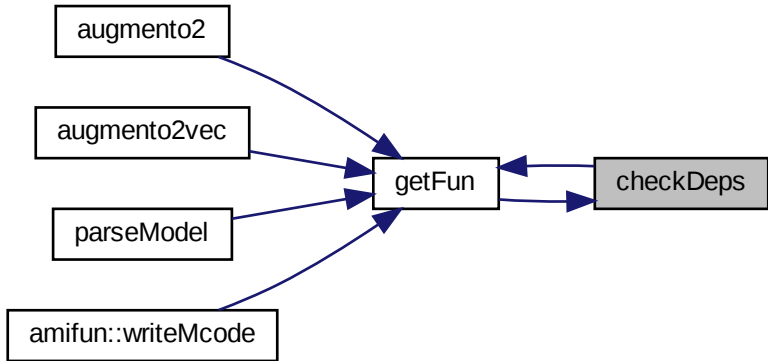 augmento2
augmento2vec
getFun
checkDeps
parseModel
amifun::writeMcode